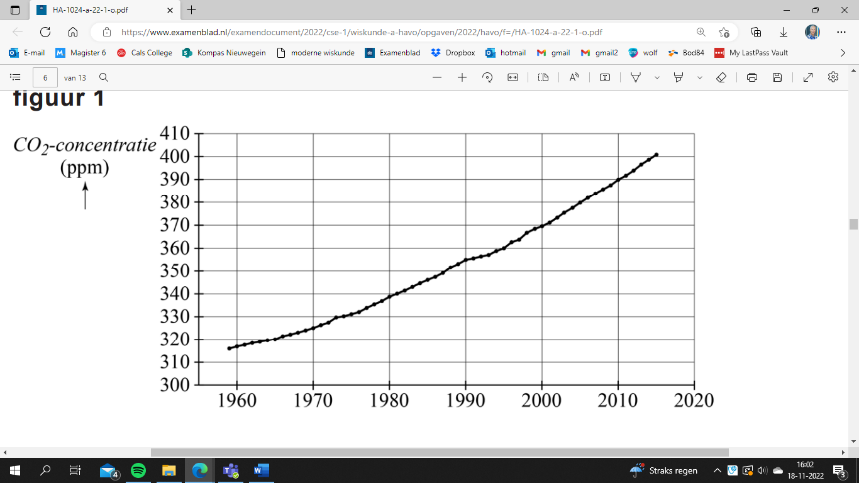 HA-1024-a-22-1-o.pdf
https://www.examenblad.nl/examendocument/2022/cse-1/wiskunde-a-havo/opgaven/2022/havo/f=/HA-1024-a-22-1-o.pdf
E-mail Magister 6 Cals College Kompas Nieuwegein moderne wiskunde Examenblad Dropbox hotmail gmail gmail2 wolf Bod84 My LastPass Vault
6 van 13
figuur 1
CO2-concentratie
(ppm)
410
400
390
380
370
360
350
340
330
320
310
300
1960 1970 1980 1990 2000 2010 2020
4
Straks regen
16:02
18-11-2022
3